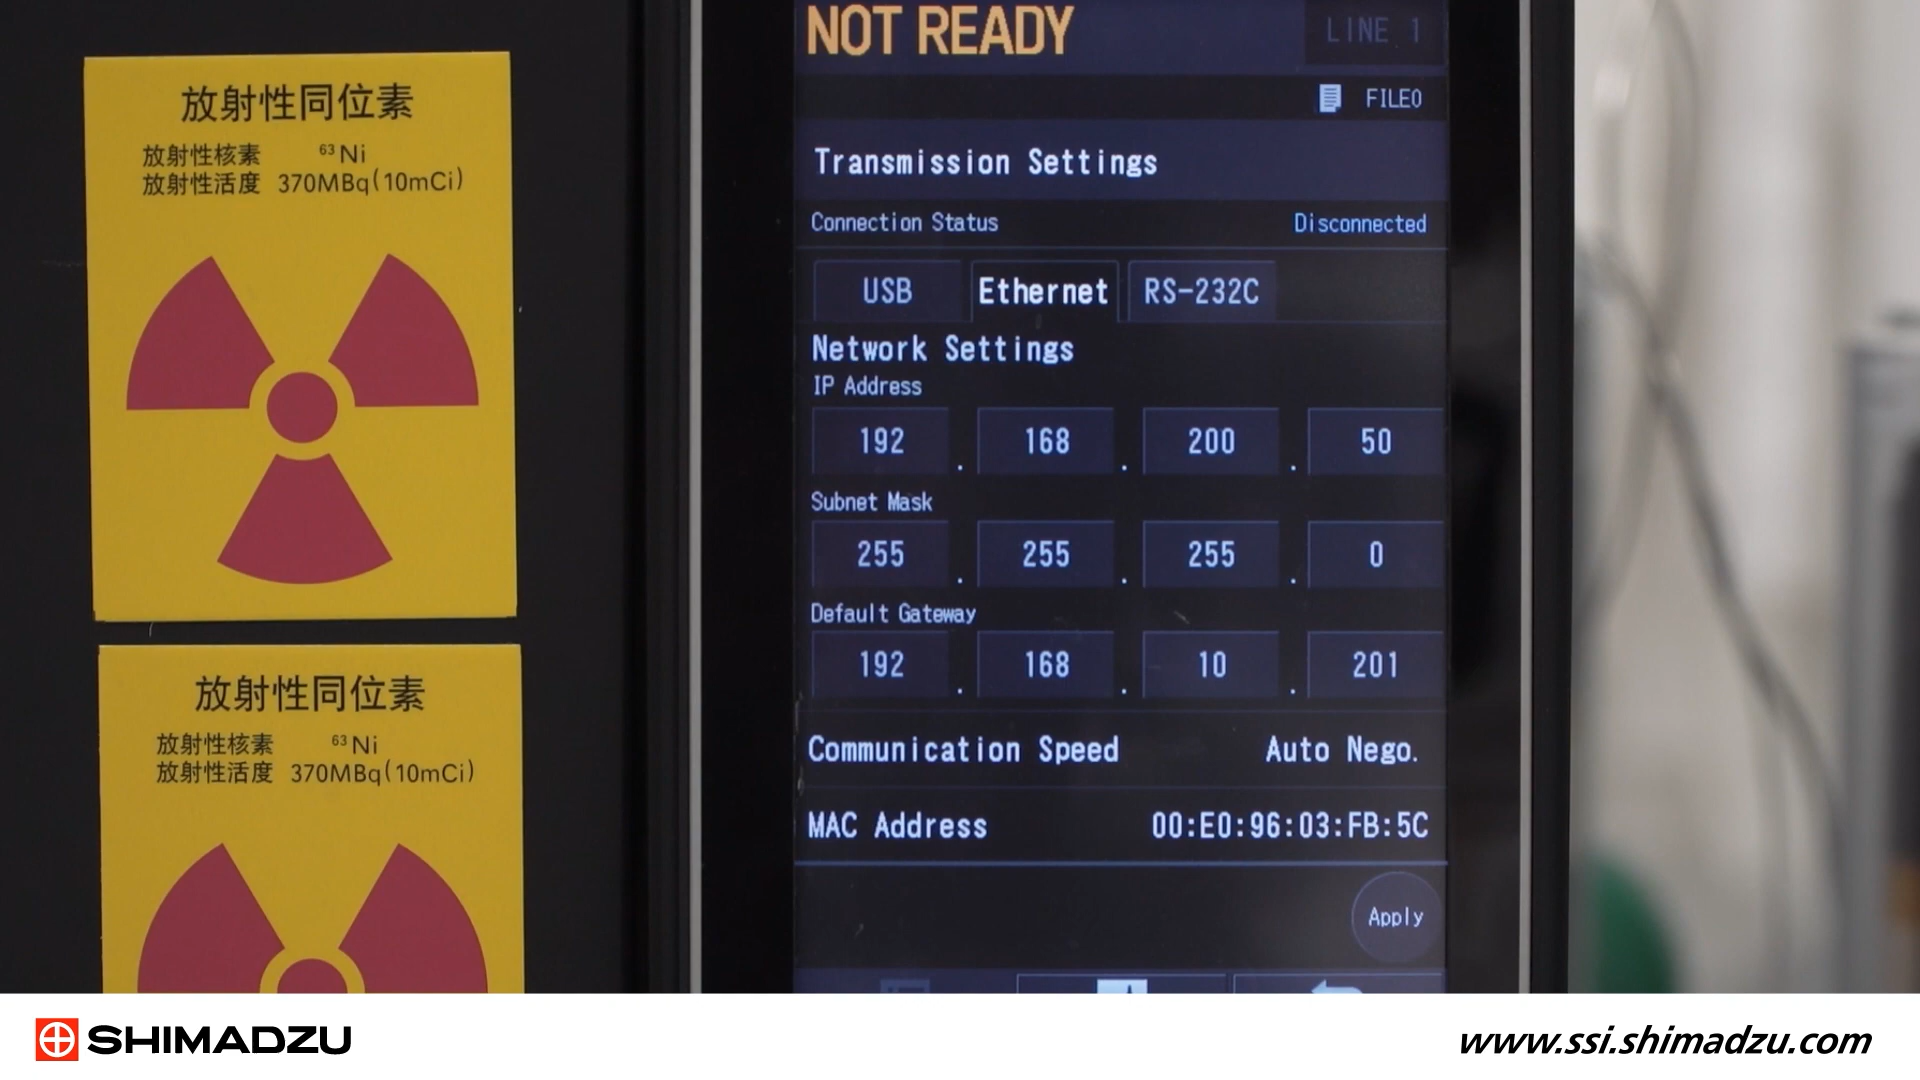 放射性同位素
放射性核素 ⁶³Ni
放射性活度 370MBq(10mCi)
放射性同位素
放射性核素 ⁶³Ni
放射性活度 370MBq(10mCi)
NOT READY
LINE 1
FILE0
Transmission Settings
Connection Status Disconnected
USB Ethernet RS-232C
Network Settings
IP Address
192 . 168 . 200 . 50
Subnet Mask
255 . 255 . 255 . 0
Default Gateway
192 . 168 . 10 . 201
Communication Speed Auto Nego.
MAC Address 00:E0:96:03:FB:5C
Apply
SHIMADZU
www.ssi.shimadzu.com